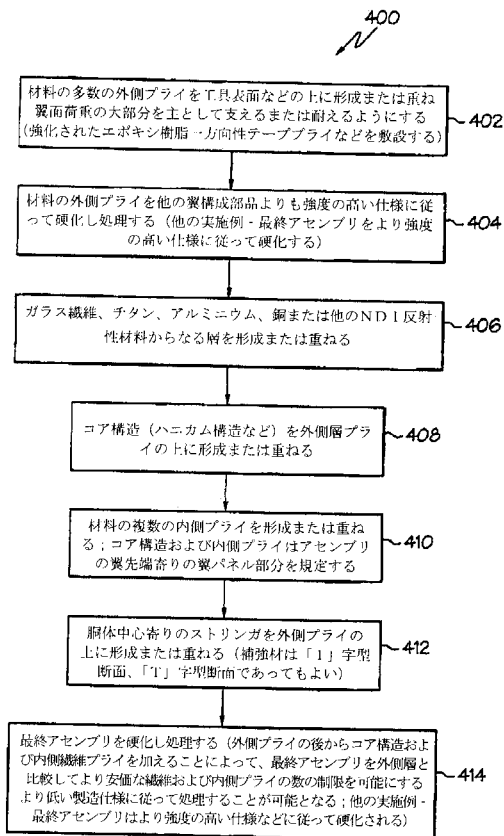 400
材料の多数の外側プライを工具表面などの上に形成または重ね
翼面荷重の大部分を主として支えるまたは耐えるようにする
(強化されたエポキシ樹脂一方向性テーププライなどを敷設する)
402
材料の外側プライを他の翼構成部品よりも強度の高い仕様に従
って硬化し処理する(他の実施例-最終アセンブリをより強度
の高い仕様に従って硬化する)
404
ガラス繊維、チタン、アルミニウム、銅または他のNDI反射
性材料からなる層を形成または重ねる
406
コア構造(ハニカム構造など)を外側層プラ
イの上に形成または重ねる
408
材料の複数の内側プライを形成または重ね
る;コア構造および内側プライはアセンブリ
の翼先端寄りの翼パネル部分を規定する
410
胴体中心寄りのストリンガを外側プライの
上に形成または重ねる(補強材は「I」字型
断面、「T」字型断面であってもよい)
412
最終アセンブリを硬化し処理する(外側プライの後からコア構造およ
び内側繊維プライを加えることによって、最終アセンブリを外側層と
比較してより安価な繊維および内側プライの数の制限を可能にする
より低い製造仕様に従って処理することが可能となる;他の実施例-
最終アセンブリはより強度の高い仕様などに従って硬化される)
414